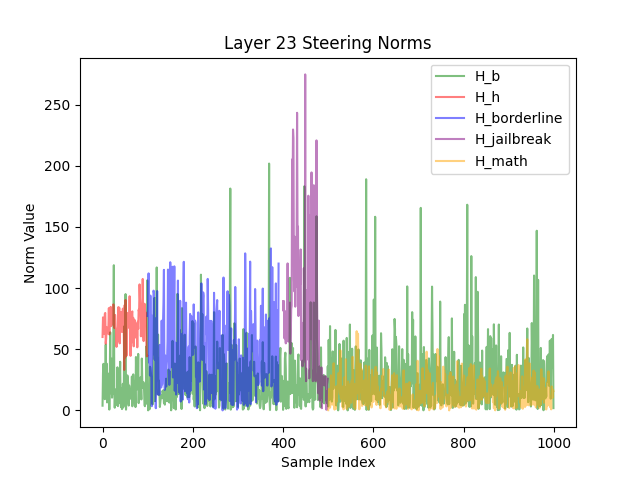 Layer 23 Steering Norms
H_b
H_h
H_borderline
H_jailbreak
H_math
Norm Value
250
200
150
100
50
0
0 200 400 600 800 1000
Sample Index